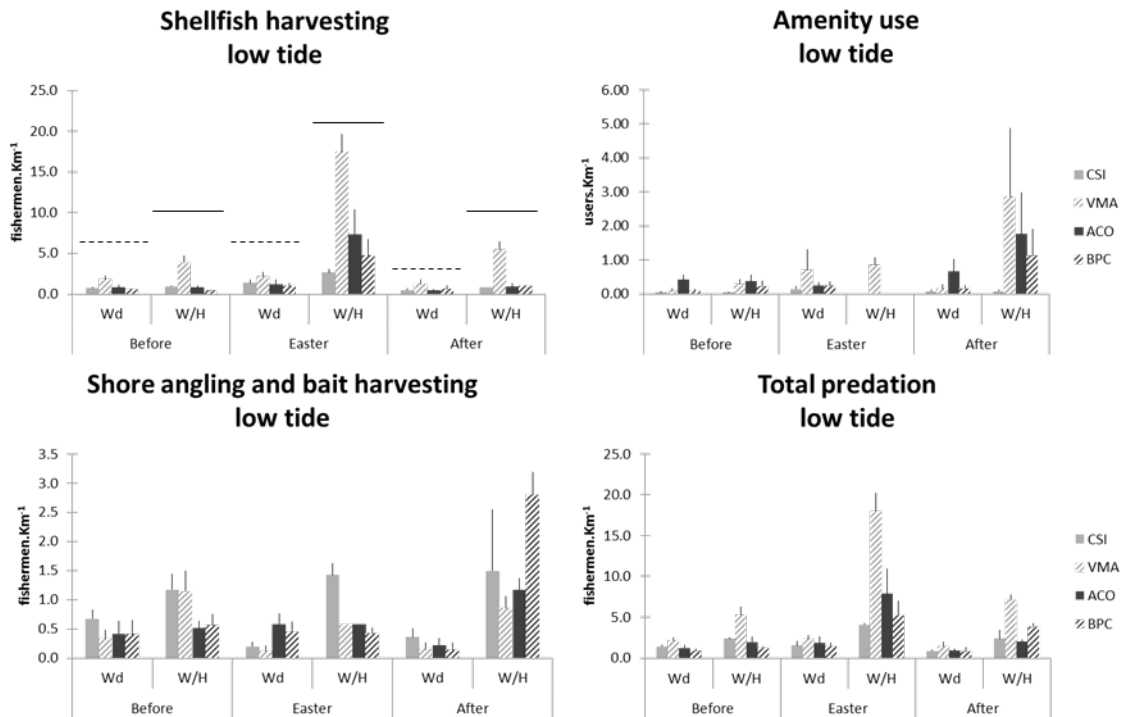 Shellfish harvesting
low tide
25.0
20.0
15.0
10.0
5.0
0.0
fishermen.Km-1
Wd
W/H
Wd
W/H
Wd
W/H
Before
Easter
After
Amenity use
low tide
6.00
5.00
4.00
3.00
2.00
1.00
0.00
users.Km-1
Wd
W/H
Wd
W/H
Wd
W/H
Before
Easter
After
CSI
VMA
ACO
BPC
Shore angling and bait harvesting
low tide
3.5
3.0
2.5
2.0
1.5
1.0
0.5
0.0
fishermen.Km-1
Wd
W/H
Wd
W/H
Wd
W/H
Before
Easter
After
Total predation
low tide
25.0
20.0
15.0
10.0
5.0
0.0
fishermen.Km-1
Wd
W/H
Wd
W/H
Wd
W/H
Before
Easter
After
CSI
VMA
ACO
BPC